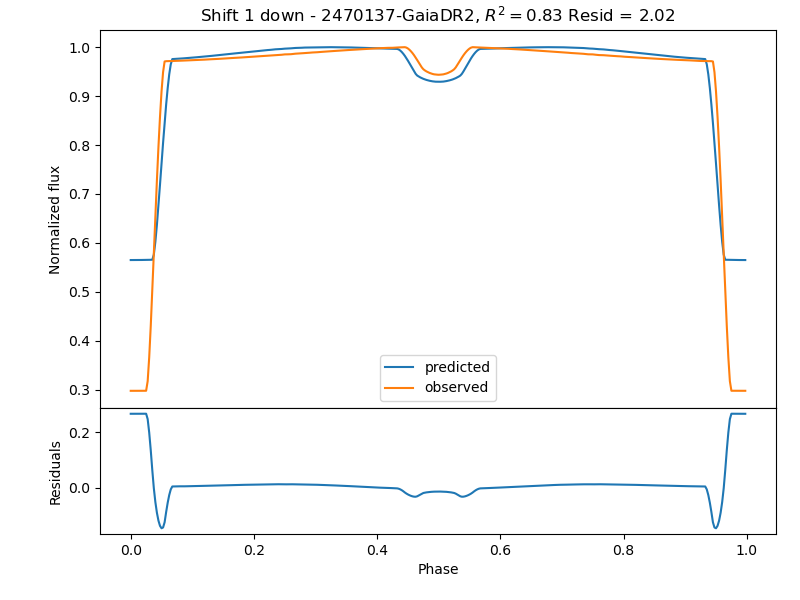 Shift 1 down - 2470137-GaiaDR2, R² = 0.83 Resid = 2.02
1.0
0.9
0.8
0.7
0.6
0.5
0.4
0.3
Normalized flux
predicted
observed
0.2
0.0
Residuals
0.0 0.2 0.4 0.6 0.8 1.0
Phase